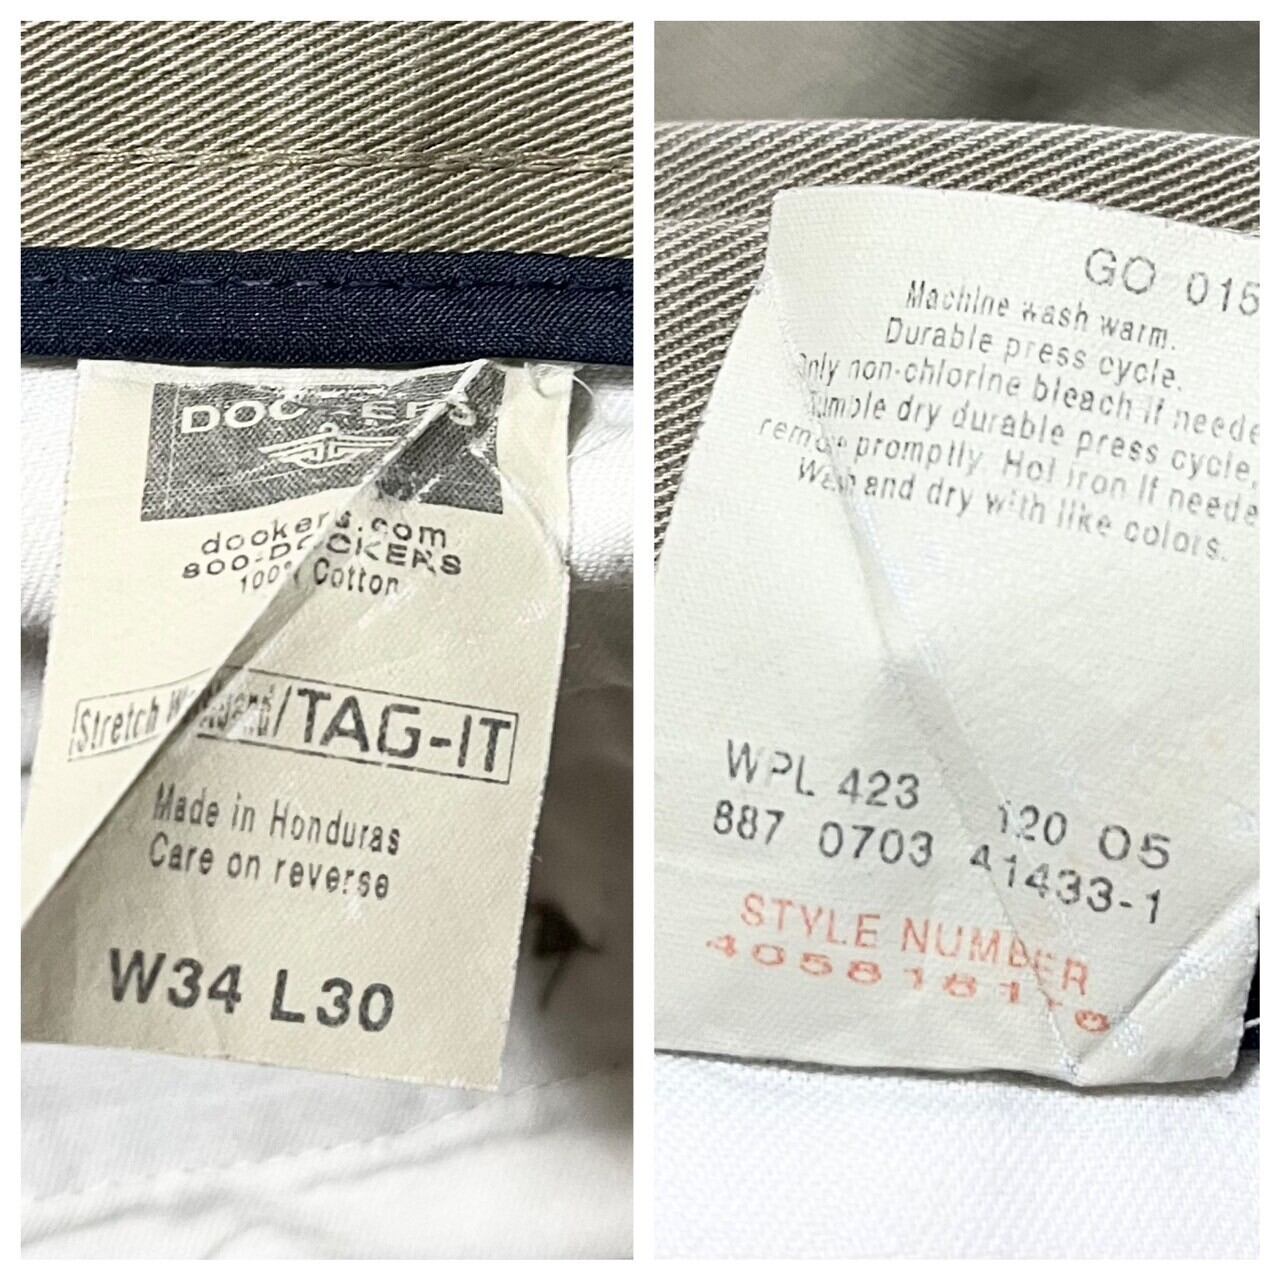 DOCKERS
dockers.com
800-DOCKERS
100% Cotton
Stretch Waistband/TAG-IT
Made in Honduras
Care on reverse
W34 L30
GO 015
Machine wash warm.
Durable press cycle.
Only non-chlorine bleach if neede
Tumble dry durable press cycle,
remove promptly. Hot iron if neede
Wash and dry with like colors.
WPL 423 120 05
887 0703 41433-1
STYLE NUMBER